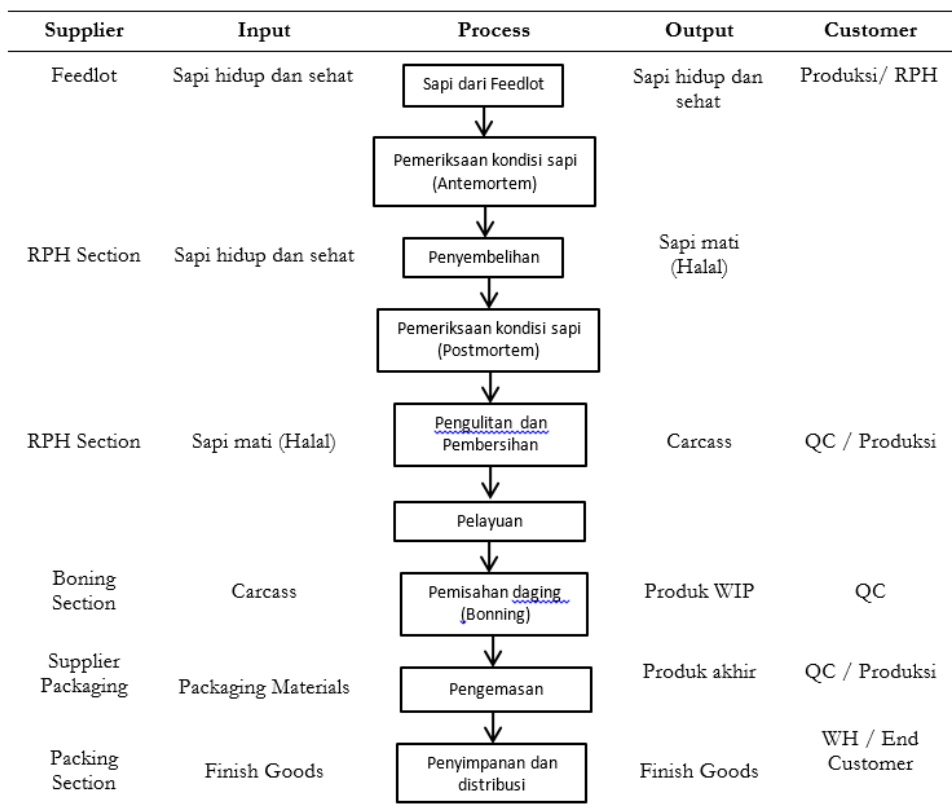 Supplier Input Process Output Customer
Feedlot Sapi hidup dan sehat Sapi dari Feedlot Sapi hidup dan Produksi/ RPH
sehat
Pemeriksaan kondisi sapi
(Antemortem)
RPH Section Sapi hidup dan sehat Penyembelihan Sapi mati
(Halal)
Pemeriksaan kondisi sapi
(Postmortem)
RPH Section Sapi mati (Halal) Pengulitan dan Carcass QC / Produksi
Pembersihan
Pelayuan
Boning
Section Carcass Pemisahan daging Produk WIP QC
(Bonning)
Supplier
Packaging Packaging Materials Pengemasan Produk akhir QC / Produksi
Packing
Section Finish Goods Penyimpanan dan Finish Goods WH / End
distribusi Customer